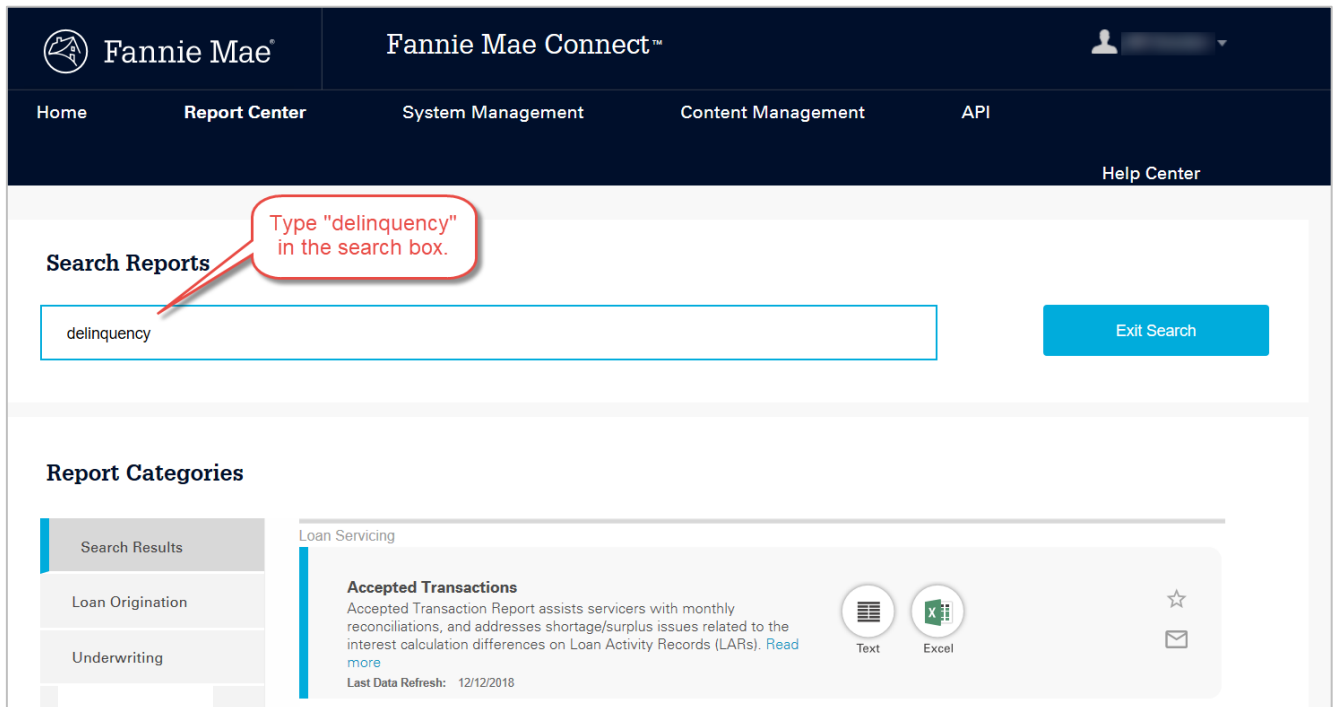 Fannie Mae®
Fannie Mae Connect™
Home
Report Center
System Management
Content Management
API
Help Center
Type "delinquency"
in the search box.
Search Reports
delinquency
Exit Search
Report Categories
Search Results
Loan Origination
Underwriting
Loan Servicing
Accepted Transactions
Accepted Transaction Report assists servicers with monthly
reconciliations, and addresses shortage/surplus issues related to the
interest calculation differences on Loan Activity Records (LARs). Read
more
Last Data Refresh: 12/12/2018
Text
Excel